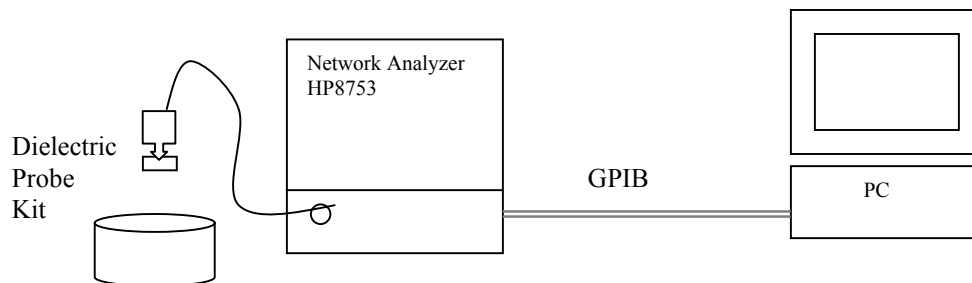 Network Analyzer
HP8753
Dielectric
Probe
Kit
GPIB
PC